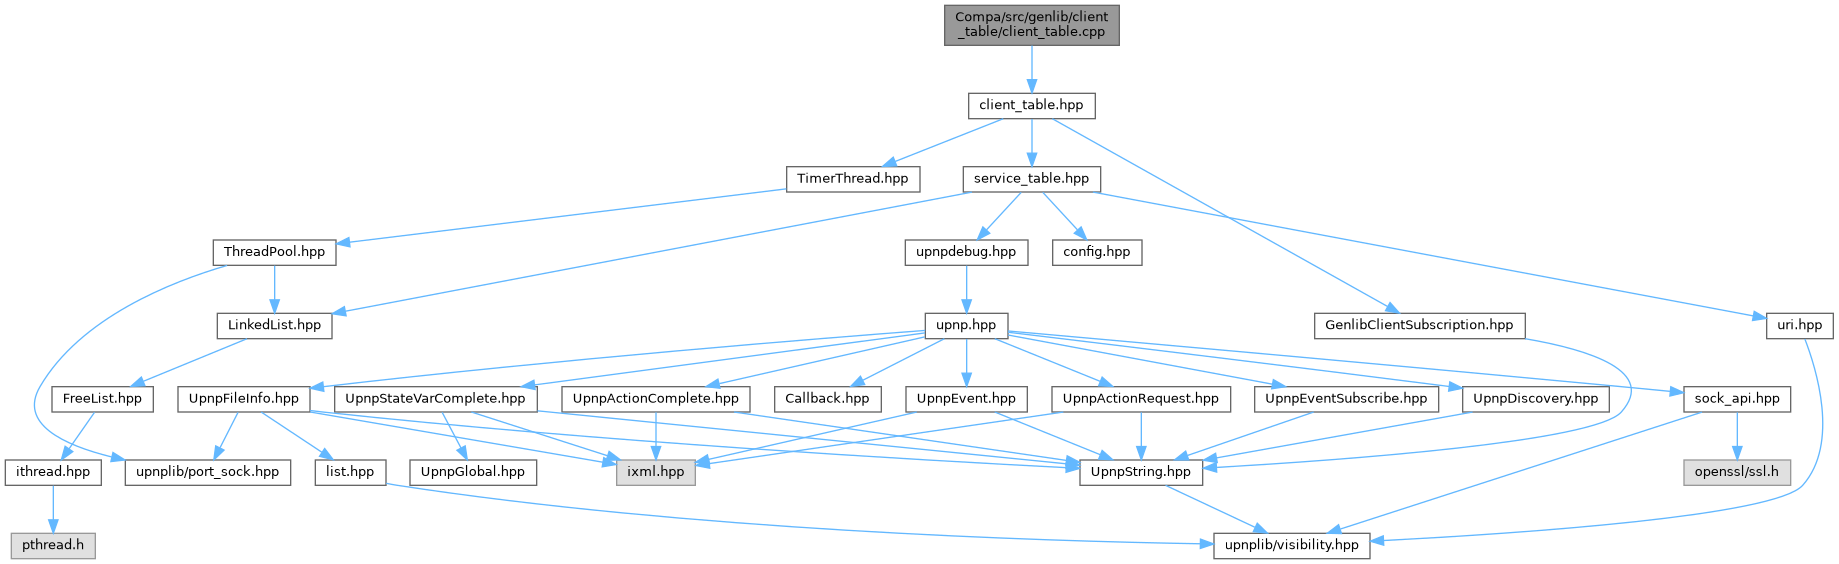 Compa/src/genlib/client
_table/client_table.cpp
client_table.hpp
TimerThread.hpp
service_table.hpp
ThreadPool.hpp
upnpdebug.hpp
config.hpp
LinkedList.hpp
upnp.hpp
GenlibClientSubscription.hpp
uri.hpp
FreeList.hpp
UpnpFileInfo.hpp
UpnpStateVarComplete.hpp
UpnpActionComplete.hpp
Callback.hpp
UpnpEvent.hpp
UpnpActionRequest.hpp
UpnpEventSubscribe.hpp
UpnpDiscovery.hpp
sock_api.hpp
ithread.hpp
upnplib/port_sock.hpp
list.hpp
UpnpGlobal.hpp
ixml.hpp
UpnpString.hpp
openssl/ssl.h
pthread.h
upnplib/visibility.hpp